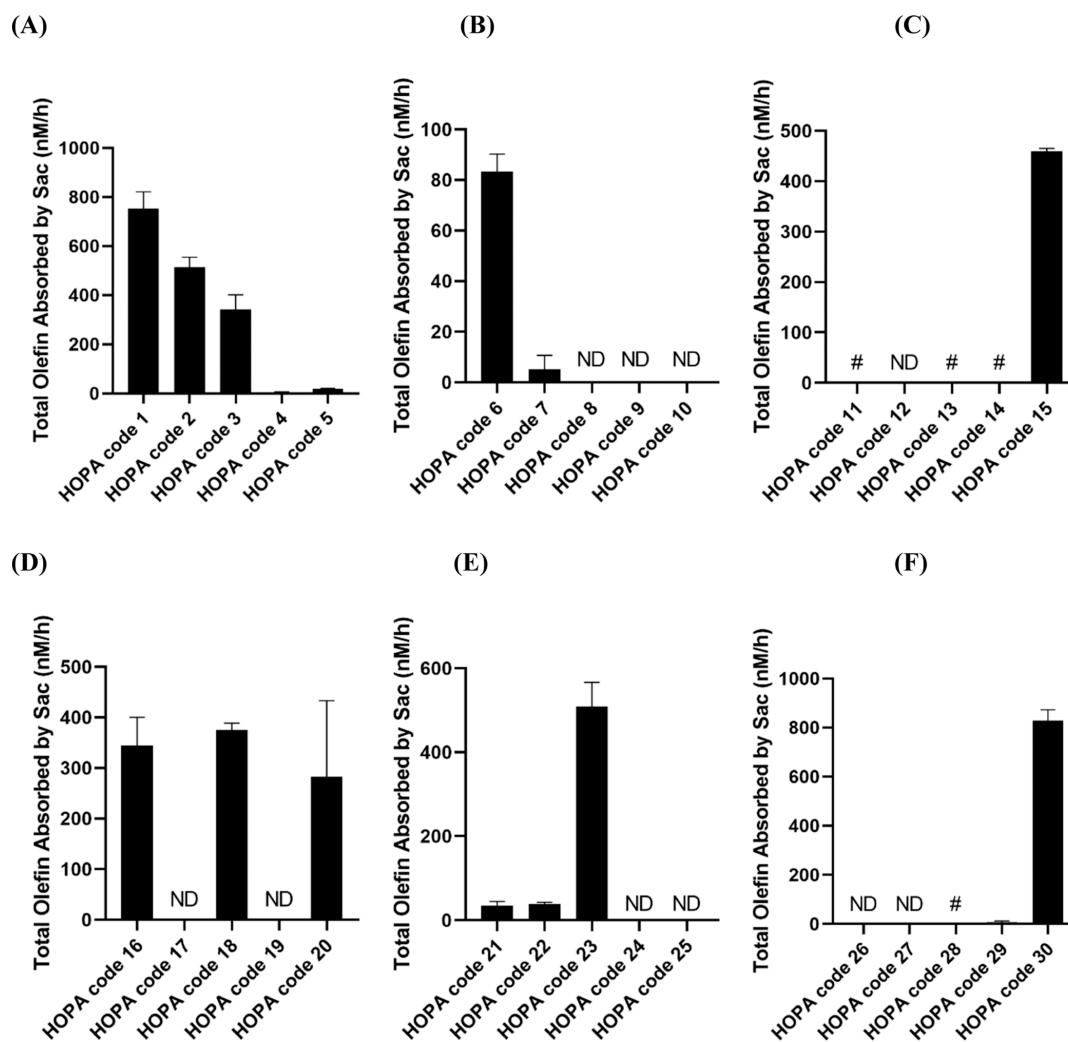 (A)
Total Olefin Absorbed by Sac (nM/h)
1000
800
600
400
200
0
HOPA code 1
HOPA code 2
HOPA code 3
HOPA code 4
HOPA code 5
(B)
Total Olefin Absorbed by Sac (nM/h)
100
80
60
40
20
0
ND
ND
ND
HOPA code 6
HOPA code 7
HOPA code 8
HOPA code 9
HOPA code 10
(C)
Total Olefin Absorbed by Sac (nM/h)
500
400
300
200
100
0
#
ND
#
#
HOPA code 11
HOPA code 12
HOPA code 13
HOPA code 14
HOPA code 15
(D)
Total Olefin Absorbed by Sac (nM/h)
500
400
300
200
100
0
ND
ND
HOPA code 16
HOPA code 17
HOPA code 18
HOPA code 19
HOPA code 20
(E)
Total Olefin Absorbed by Sac (nM/h)
600
400
200
0
ND
ND
HOPA code 21
HOPA code 22
HOPA code 23
HOPA code 24
HOPA code 25
(F)
Total Olefin Absorbed by Sac (nM/h)
1000
800
600
400
200
0
ND
ND
#
HOPA code 26
HOPA code 27
HOPA code 28
HOPA code 29
HOPA code 30